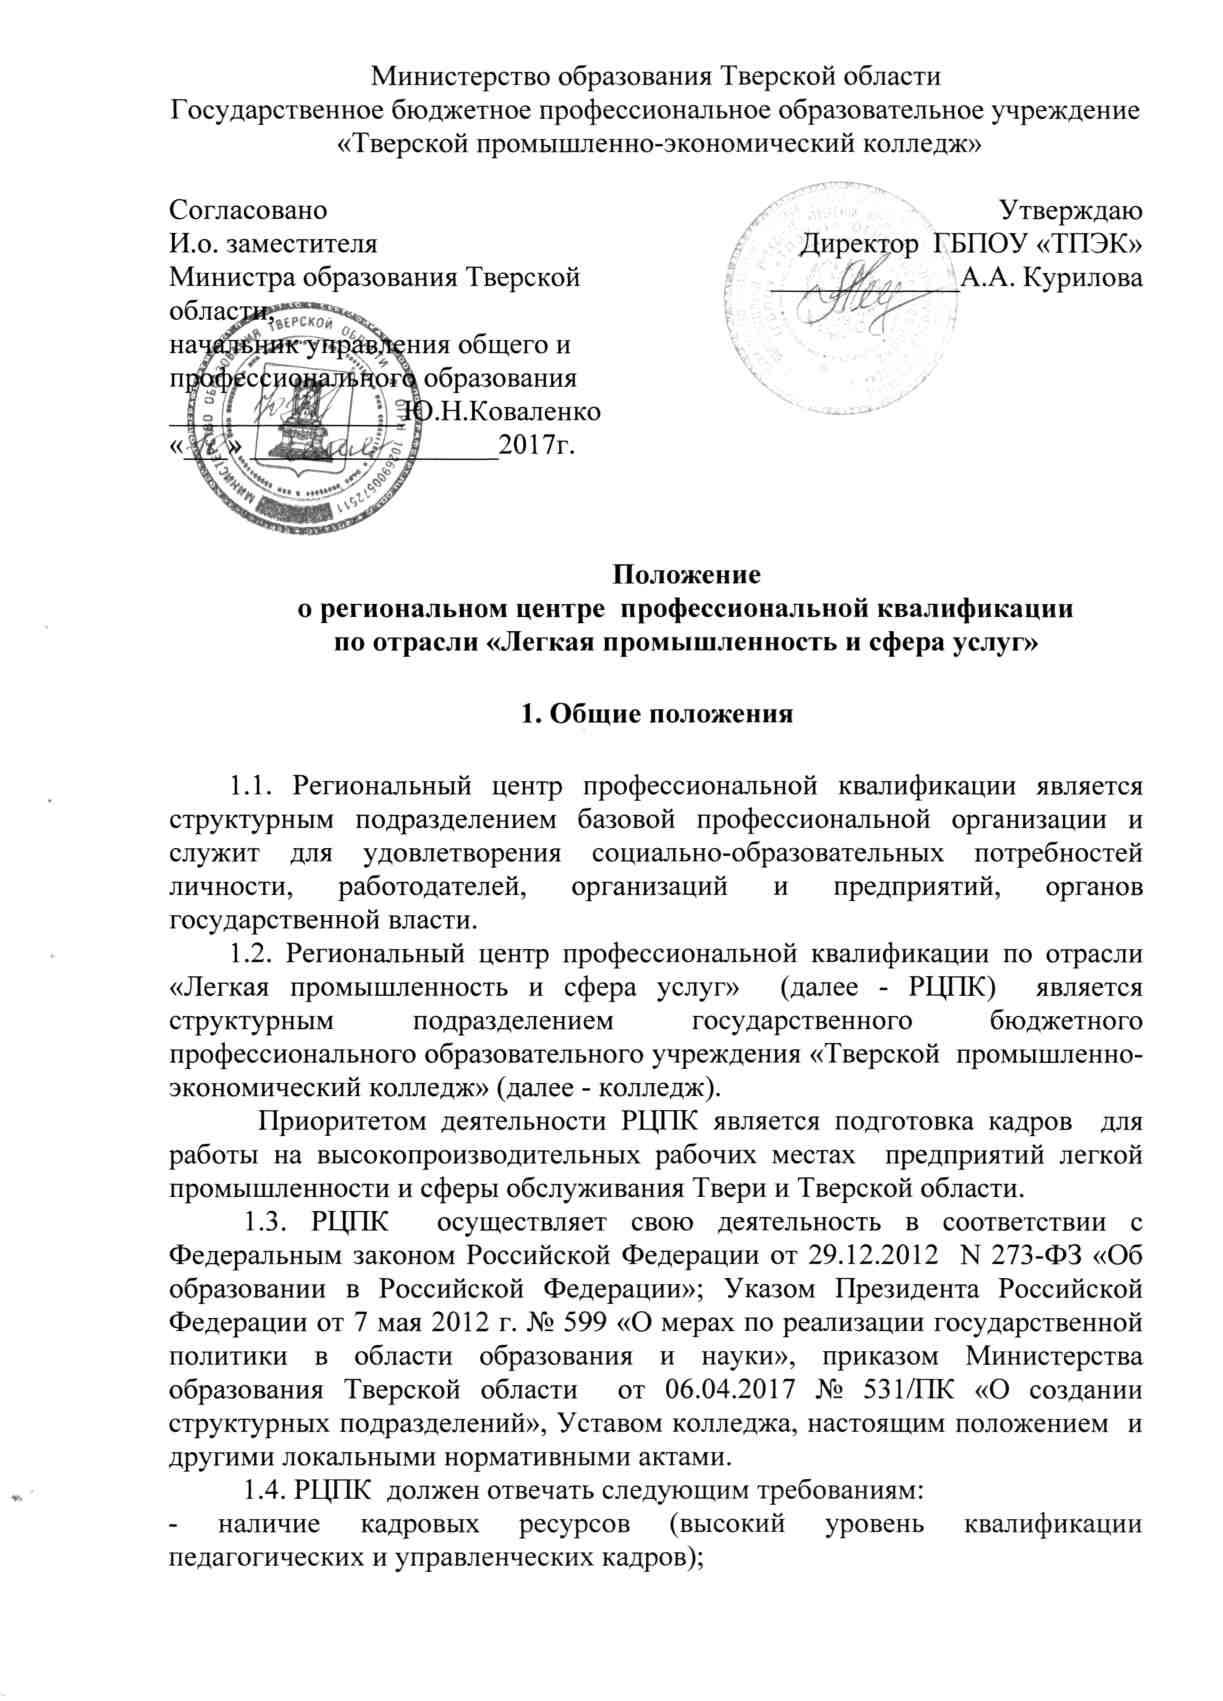 Министерство образования Тверской области
Государственное бюджетное профессиональное образовательное учреждение
«Тверской промышленно-экономический колледж»
Согласовано
И.о. заместителя
Министра образования Тверской
области,
начальник управления общего и
профессионального образования
________________Ю.Н.Коваленко
«___» _________________2017г.
МИНИСТЕРСТВО ОБРАЗОВАНИЯ ТВЕРСКОЙ ОБЛАСТИ
ОГРН 1026900572511
Утверждаю
Директор  ГБПОУ «ТПЭК»
_____________А.А. Курилова
Положение
о региональном центре  профессиональной квалификации
по отрасли «Легкая промышленность и сфера услуг»
1. Общие положения
1.1. Региональный центр профессиональной квалификации является
структурным подразделением базовой профессиональной организации и
служит для удовлетворения социально-образовательных потребностей
личности, работодателей, организаций и предприятий, органов
государственной власти.
1.2. Региональный центр профессиональной квалификации по отрасли
«Легкая промышленность и сфера услуг»  (далее - РЦПК)  является
структурным подразделением государственного бюджетного
профессионального образовательного учреждения «Тверской  промышленно-
экономический колледж» (далее - колледж).
Приоритетом деятельности РЦПК является подготовка кадров  для
работы на высокопроизводительных рабочих местах  предприятий легкой
промышленности и сферы обслуживания Твери и Тверской области.
1.3. РЦПК  осуществляет свою деятельность в соответствии с
Федеральным законом Российской Федерации от 29.12.2012  N 273-ФЗ «Об
образовании в Российской Федерации»; Указом Президента Российской
Федерации от 7 мая 2012 г. № 599 «О мерах по реализации государственной
политики в области образования и науки», приказом Министерства
образования Тверской области  от 06.04.2017 № 531/ПК «О создании
структурных подразделений», Уставом колледжа, настоящим положением  и
другими локальными нормативными актами.
1.4. РЦПК  должен отвечать следующим требованиям:
- наличие кадровых ресурсов (высокий уровень квалификации
педагогических и управленческих кадров);